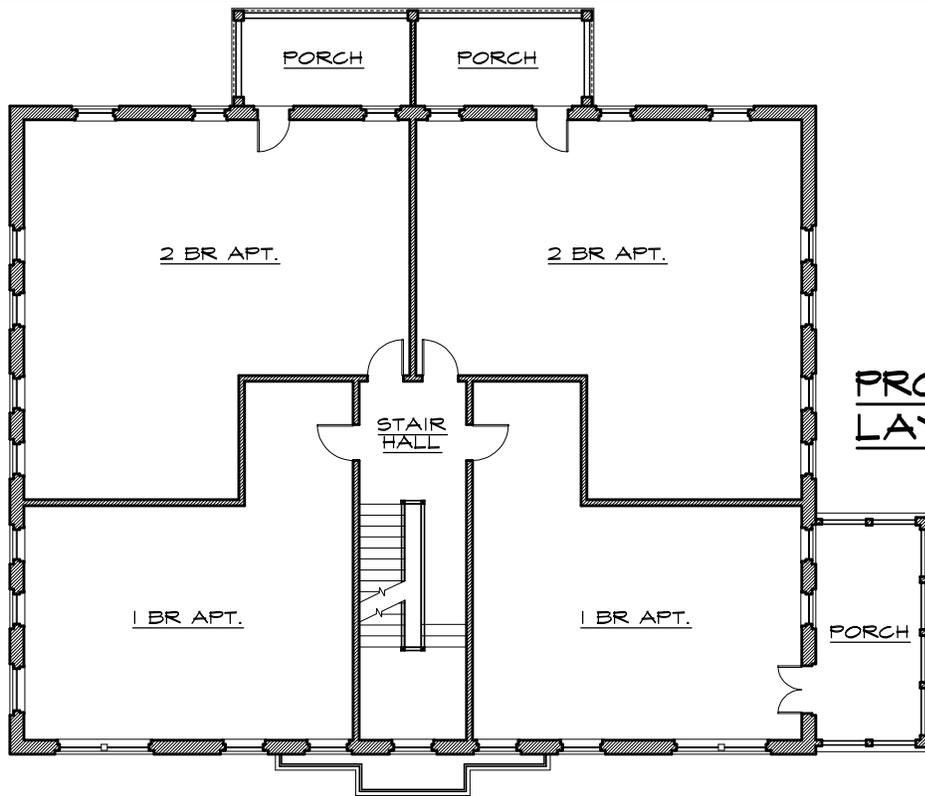 PORCH
PORCH
2 BR APT.
2 BR APT.
STAIR
HALL
1 BR APT.
1 BR APT.
PORCH